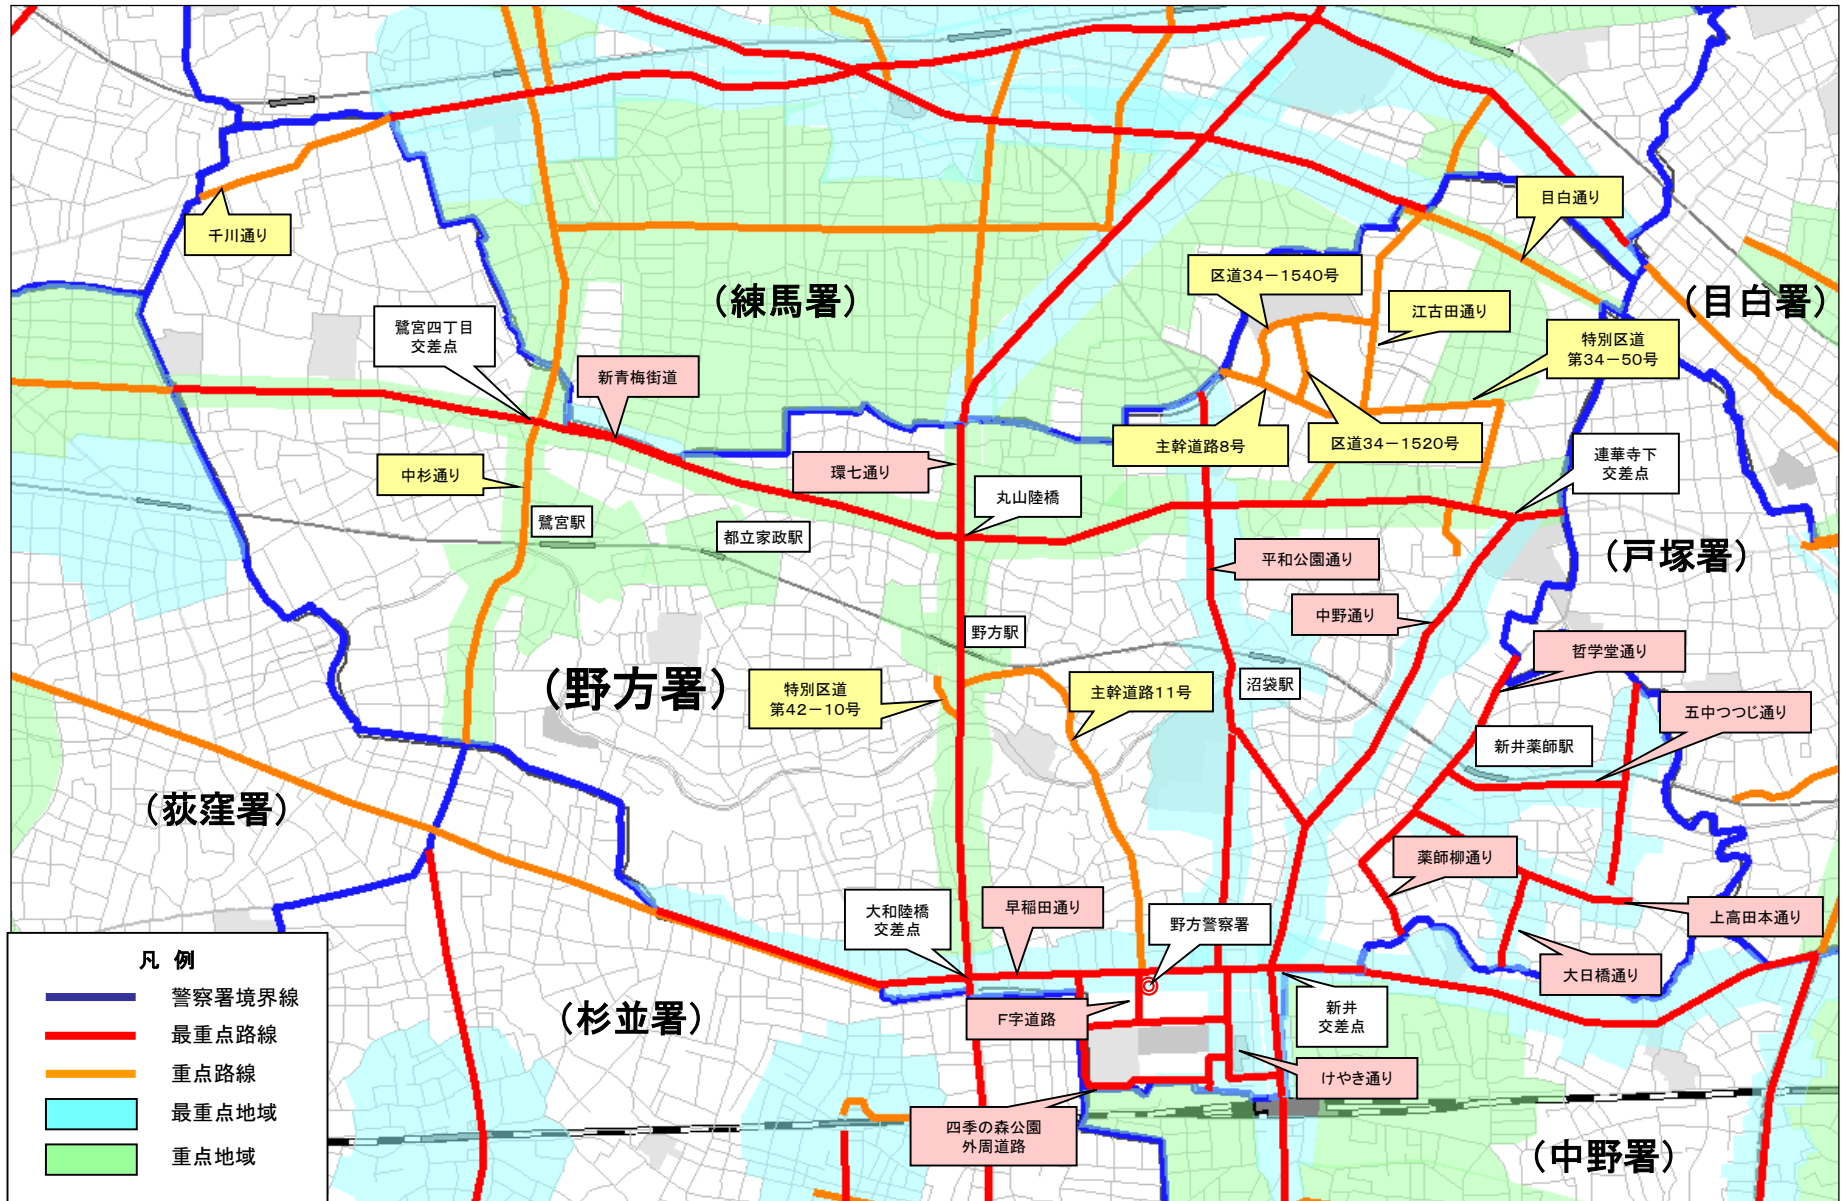 千川通り
目白通り
（練馬署）
区道34－1540号
（目白署）
江古田通り
鷺宮四丁目
交差点
特別区道
第34－50号
新青梅街道
主幹道路8号
区道34－1520号
連華寺下
交差点
中杉通り
環七通り
丸山陸橋
鷺宮駅
都立家政駅
平和公園通り
（戸塚署）
中野通り
野方駅
哲学堂通り
（野方署）
特別区道
第42－10号
主幹道路11号
沼袋駅
五中つつじ通り
新井薬師駅
（荻窪署）
薬師柳通り
大和陸橋
交差点
早稲田通り
野方警察署
上高田本通り
大日橋通り
（杉並署）
F字道路
新井
交差点
けやき通り
四季の森公園
外周道路
（中野署）
凡 例
警察署境界線
最重点路線
重点路線
最重点地域
重点地域